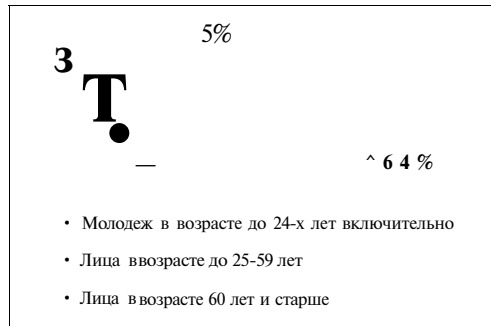 5%
3
Т.
—
^ 6 4 %
• Молодеж в возрасте до 24-х лет включительно
• Лица в возрасте до 25-59 лет
• Лица в возрасте 60 лет и старше